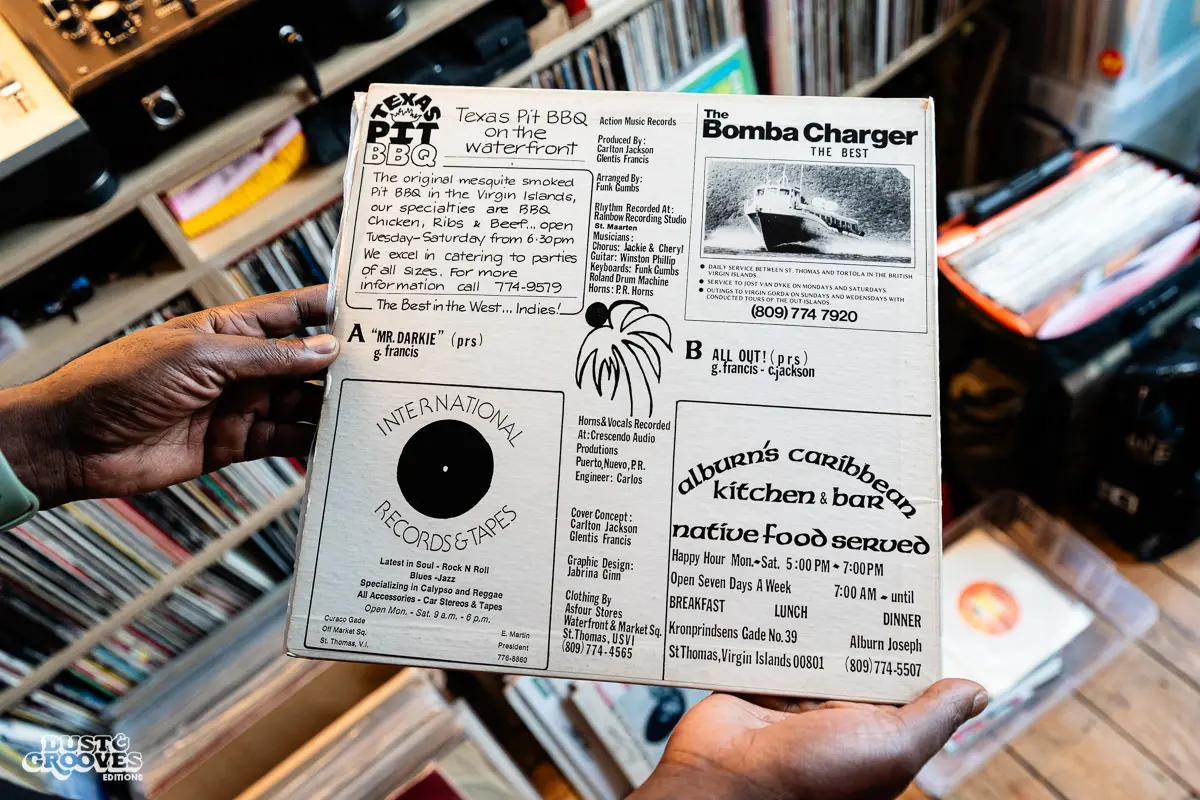 TEXAS
PIT
BBQ
Texas Pit BBQ
on the
waterfront
The original mesquite smoked
Pit BBQ in the Virgin Islands,
our specialties are BBQ
Chicken, Ribs & Beef... open
Tuesday-Saturday from 6:30pm
We excel in catering to parties
of all sizes. For more
information call 774-9579
The Best in the West... Indies!
Action Music Records
Produced By:
Carlton Jackson
Glentis Francis
Arranged By:
Funk Gumbs
Rhythm Recorded At:
Rainbow Recording Studio
St. Maarten
Musicians:
Chorus: Jackie & Cheryl
Guitar: Winston Phillip
Keyboards: Funk Gumbs
Roland Drum Machine
Horns: P.R. Horns
The
Bomba Charger
THE BEST
• DAILY SERVICE BETWEEN ST. THOMAS AND TORTOLA IN THE BRITISH
VIRGIN ISLANDS.
• SERVICE TO JOST VAN DYKE ON MONDAYS AND SATURDAYS.
• OUTINGS TO VIRGIN GORDA ON SUNDAYS AND WEDESDAYS WITH
CONDUCTED TOURS OF THE OUT-ISLANDS.
(809) 774 7920
A "MR. DARKIE" (prs)
g. francis
B ALL OUT! (prs)
g.francis - c.jackson
INTERNATIONAL
RECORDS & TAPES
Latest in Soul - Rock N Roll
Blues - Jazz
Specializing in Calypso and Reggae
All Accessories - Car Stereos & Tapes
Open Mon. - Sat. 9 a.m. - 6 p.m.
Curaco Gade
Off Market Sq.
St. Thomas, V.I.
E. Martin
President
776-8860
Horns & Vocals Recorded
At: Crescendo Audio
Produtions
Puerto, Nuevo, P.R.
Engineer: Carlos
Cover Concept:
Carlton Jackson
Glentis Francis
Graphic Design:
Jabrina Ginn
Clothing By
Asfour Stores
Waterfront & Market Sq.
St. Thomas, USVI
(809) 774-4565
alburn's caribbean
kitchen & bar
native food served
Happy Hour Mon.-Sat. 5:00 PM - 7:00 PM
Open Seven Days A Week 7:00 AM - until
BREAKFAST LUNCH DINNER
Kronprindsens Gade No. 39 Alburn Joseph
St Thomas, Virgin Islands 00801 (809) 774-5507
DUST &
GROOVES
EDITIONS